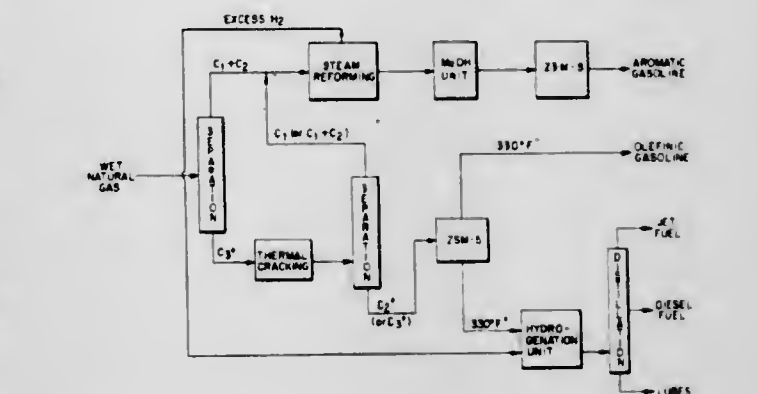 EXCESS H2
C1+C2
STEAM
REFORMING
MeOH
UNIT
ZSM-5
AROMATIC
GASOLINE
C1 (or C1+C2)
330°F-
OLEFINIC
GASOLINE
WET
NATURAL
GAS
SEPARATION
SEPARATION
ZSM-5
JET
FUEL
C3+
THERMAL
CRACKING
C2=
(or C3=)
330°F+
HYDRO-
GENATION
UNIT
DISTILLATION
DIESEL
FUEL
LUBES